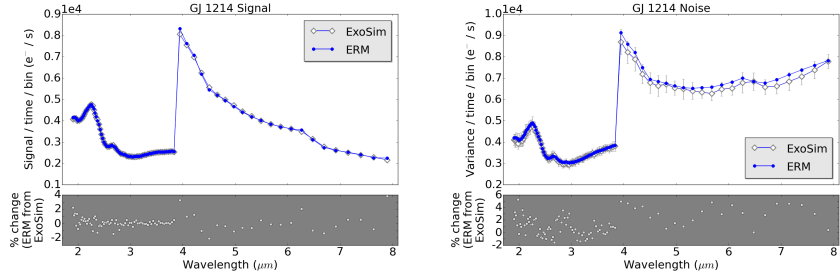 1e4
GJ 1214 Signal
0.9
0.8
0.7
0.6
0.5
0.4
0.3
0.2
0.1
Signal / time / bin (e⁻ / s)
ExoSim
ERM
4
2
0
-2
% change
(ERM from
ExoSim)
2 3 4 5 6 7 8
Wavelength (μm)
1e4
GJ 1214 Noise
1.0
0.9
0.8
0.7
0.6
0.5
0.4
0.3
0.2
Variance / time / bin (e⁻ / s)
ExoSim
ERM
6
4
2
0
-2
% change
(ERM from
ExoSim)
2 3 4 5 6 7 8
Wavelength (μm)